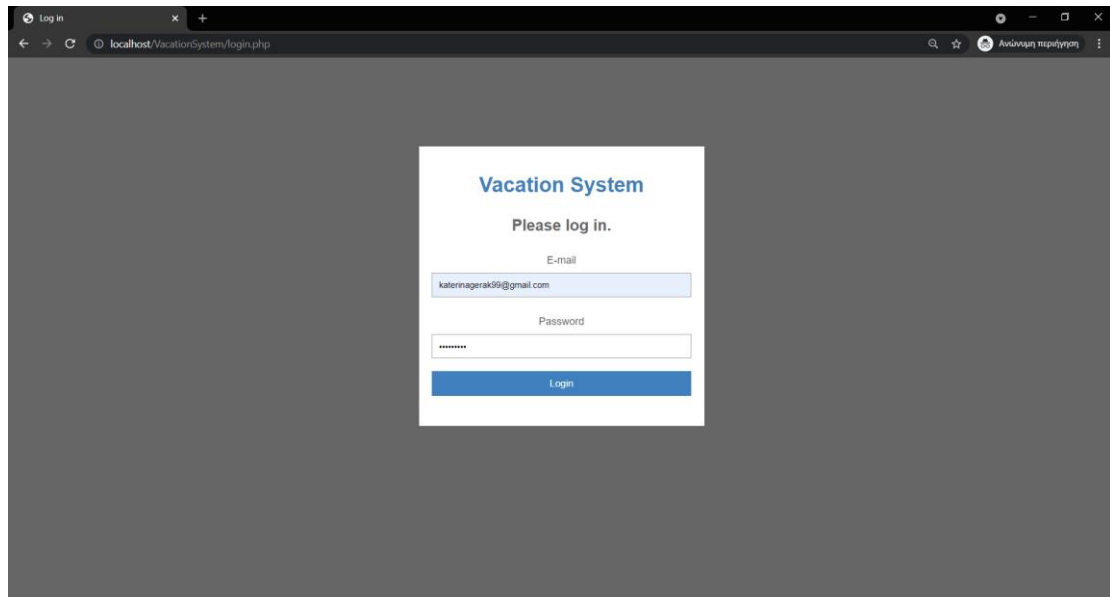 Log in
localhost/VacationSystem/login.php
Ανώνυμη περιήγηση
Vacation System
Please log in.
E-mail
katerinagerak99@gmail.com
Password
•••••••••
Login